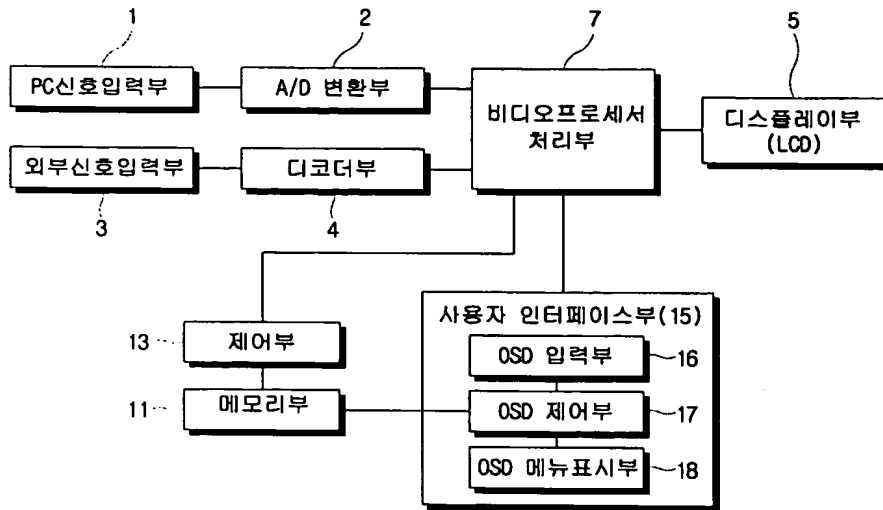 1
2
7
5
PC신호입력부
A/D 변환부
비디오프로세서
처리부
디스플레이부
(LCD)
외부신호입력부
디코더부
3
4
사용자 인터페이스부(15)
13
제어부
OSD 입력부
16
11
메모리부
OSD 제어부
17
OSD 메뉴표시부
18